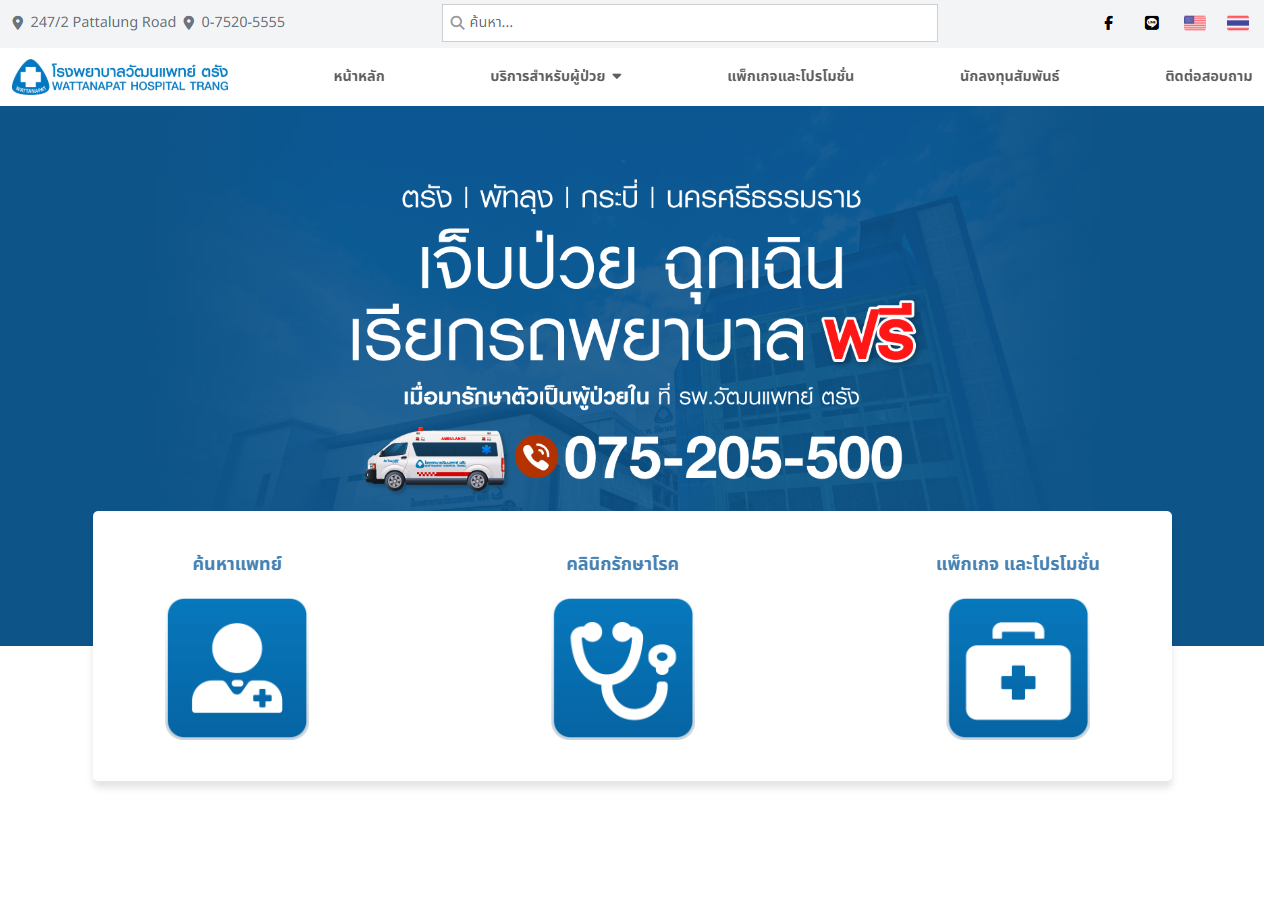 247/2 Pattalung Road 0-7520-5555
ค้นหา...
โรงพยาบาลวัฒนแพทย์ ตรัง
WATTANAPAT HOSPITAL TRANG
WATTANAPAT
หน้าหลัก
บริการสำหรับผู้ป่วย
แพ็กเกจและโปรโมชั่น
นักลงทุนสัมพันธ์
ติดต่อสอบถาม
ตรัง | พัทลุง | กระบี่ | นครศรีธรรมราช
เจ็บป่วย ฉุกเฉิน
เรียกรถพยาบาล ฟรี
เมื่อมารักษาตัวเป็นผู้ป่วยใน ที่ รพ.วัฒนแพทย์ ตรัง
AMBULANCE
075-205-500
ค้นหาแพทย์
คลินิกรักษาโรค
แพ็กเกจ และโปรโมชั่น